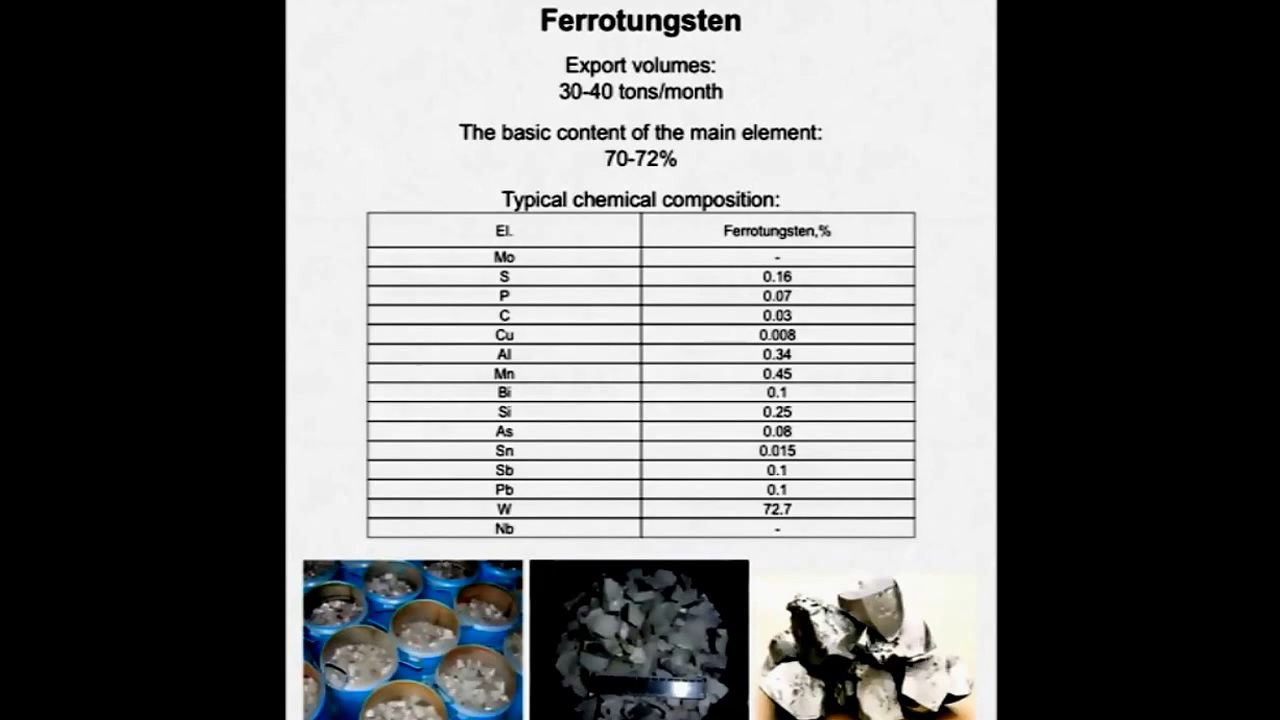 Ferrotungsten
Export volumes:
30-40 tons/month
The basic content of the main element:
70-72%
Typical chemical composition:
El. Ferrotungsten,%
Mo -
S 0.16
P 0.07
C 0.03
Cu 0.008
Al 0.34
Mn 0.45
Bi 0.1
Si 0.25
As 0.08
Sn 0.015
Sb 0.1
Pb 0.1
W 72.7
Nb -